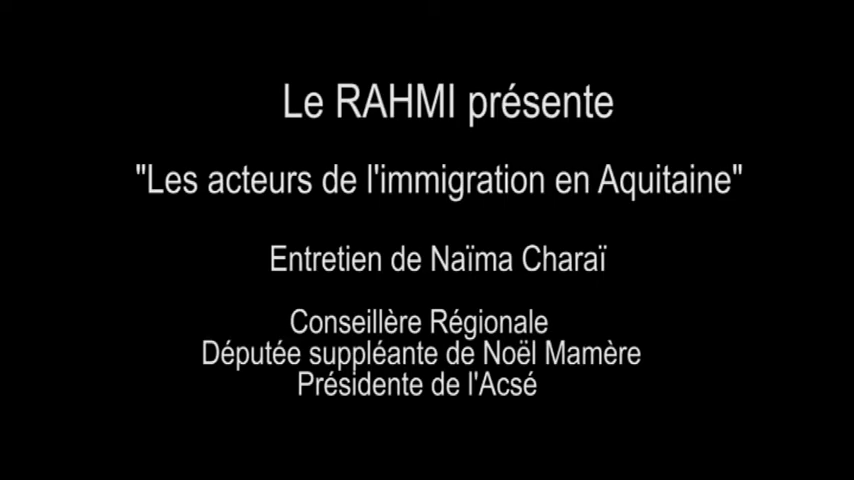 Le RAHMI présente
"Les acteurs de l'immigration en Aquitaine"
Entretien de Naïma Charaï
Conseillère Régionale
Députée suppléante de Noël Mamère
Présidente de l'Acsé